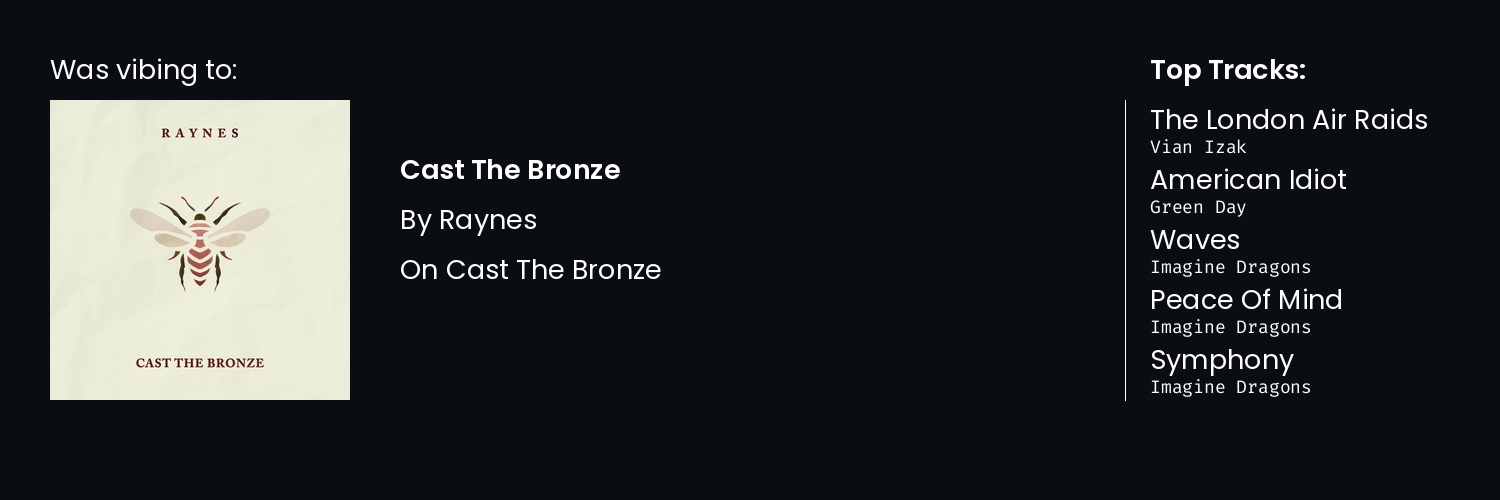 Was vibing to:
RAYNES
CAST THE BRONZE
Cast The Bronze
By Raynes
On Cast The Bronze
Top Tracks:
The London Air Raids
Vian Izak
American Idiot
Green Day
Waves
Imagine Dragons
Peace Of Mind
Imagine Dragons
Symphony
Imagine Dragons